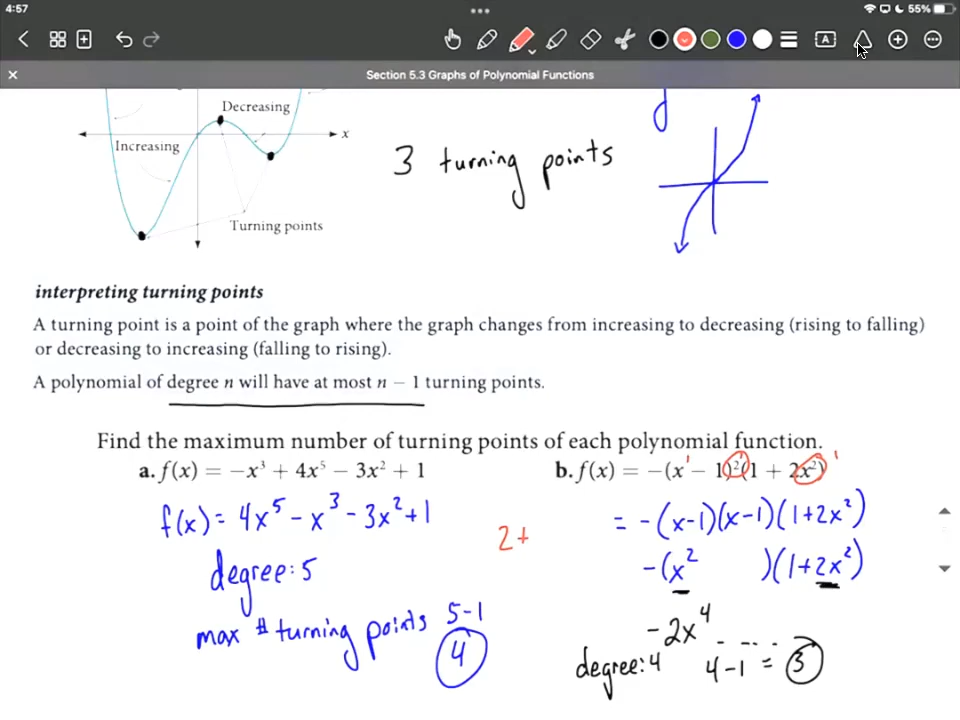 4:57
55%
A
Section 5.3 Graphs of Polynomial Functions
Decreasing
x
Increasing
Turning points
3 turning points
interpreting turning points
A turning point is a point of the graph where the graph changes from increasing to decreasing (rising to falling)
or decreasing to increasing (falling to rising).
A polynomial of degree n will have at most n − 1 turning points.
Find the maximum number of turning points of each polynomial function.
a. f(x) = −x³ + 4x⁵ − 3x² + 1
f(x) = 4x⁵ − x³ − 3x² + 1
degree: 5
max # turning points 5-1
4
b. f(x) = −(x¹ − 1)²(1 + 2x²)¹
2+
= -(x-1)(x-1)(1+2x²)
-(x² )(1+2x²)
-2x⁴ - -- - -
degree: 4 4-1 = 3